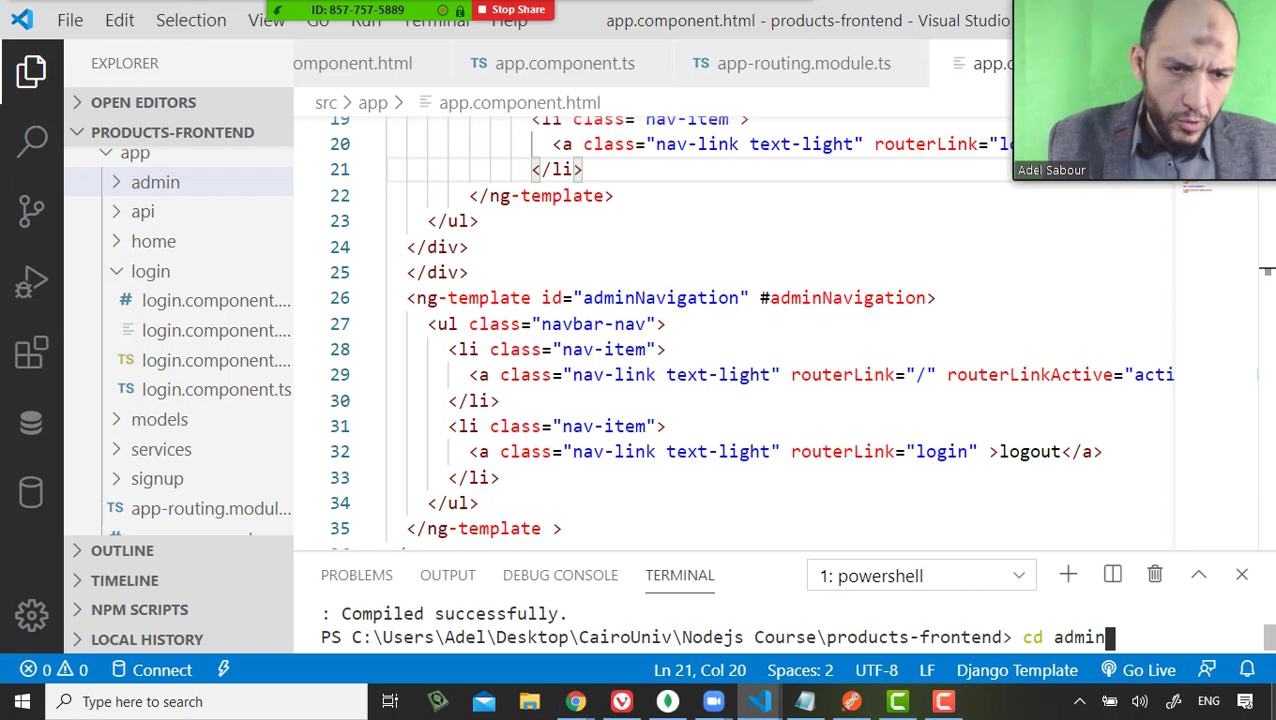 File Edit Selection View Go Run Terminal Help app.component.html - products-frontend - Visual Studio
ID: 857-757-5889 Stop Share
Adel Sabour
EXPLORER
OPEN EDITORS
PRODUCTS-FRONTEND
app
admin
api
home
login
# login.component....
login.component....
TS login.component....
TS login.component.ts
models
services
signup
TS app-routing.modul...
OUTLINE
TIMELINE
NPM SCRIPTS
LOCAL HISTORY
omponent.html TS app.component.ts TS app-routing.module.ts app.co
src > app > app.component.html
19 <li class="nav-item">
20 <a class="nav-link text-light" routerLink="l
21 </li>
22 </ng-template>
23 </ul>
24 </div>
25 </div>
26 <ng-template id="adminNavigation" #adminNavigation>
27 <ul class="navbar-nav">
28 <li class="nav-item">
29 <a class="nav-link text-light" routerLink="/" routerLinkActive="acti
30 </li>
31 <li class="nav-item">
32 <a class="nav-link text-light" routerLink="login" >logout</a>
33 </li>
34 </ul>
35 </ng-template >
PROBLEMS OUTPUT DEBUG CONSOLE TERMINAL 1: powershell
: Compiled successfully.
PS C:\Users\Adel\Desktop\CairoUniv\Nodejs Course\products-frontend> cd admin
0 0 Connect Ln 21, Col 20 Spaces: 2 UTF-8 LF Django Template Go Live
Type here to search ENG